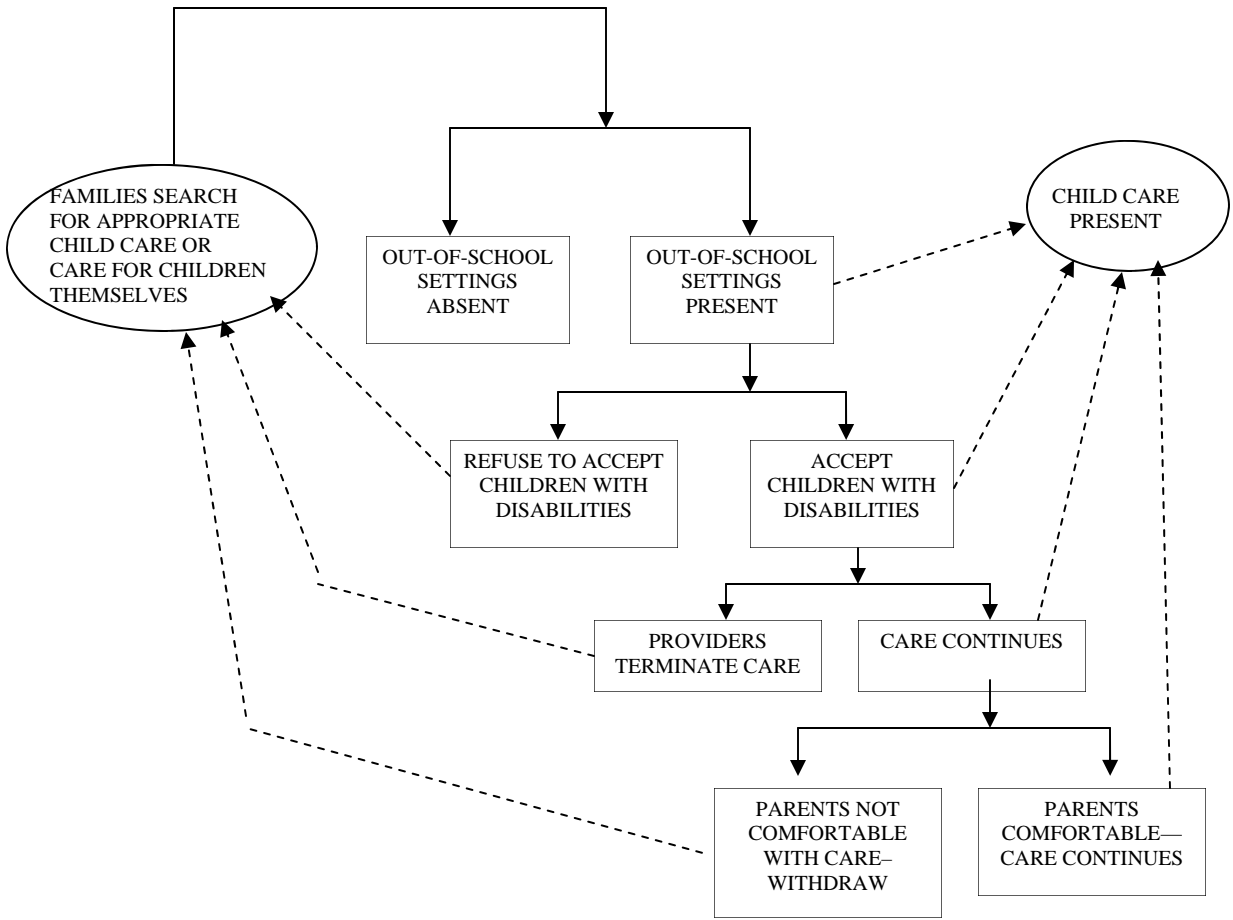 FAMILIES SEARCH
FOR APPROPRIATE
CHILD CARE OR
CARE FOR CHILDREN
THEMSELVES
OUT-OF-SCHOOL
SETTINGS
ABSENT
OUT-OF-SCHOOL
SETTINGS
PRESENT
CHILD CARE
PRESENT
REFUSE TO ACCEPT
CHILDREN WITH
DISABILITIES
ACCEPT
CHILDREN WITH
DISABILITIES
PROVIDERS
TERMINATE CARE
CARE CONTINUES
PARENTS NOT
COMFORTABLE
WITH CARE–
WITHDRAW
PARENTS
COMFORTABLE—
CARE CONTINUES